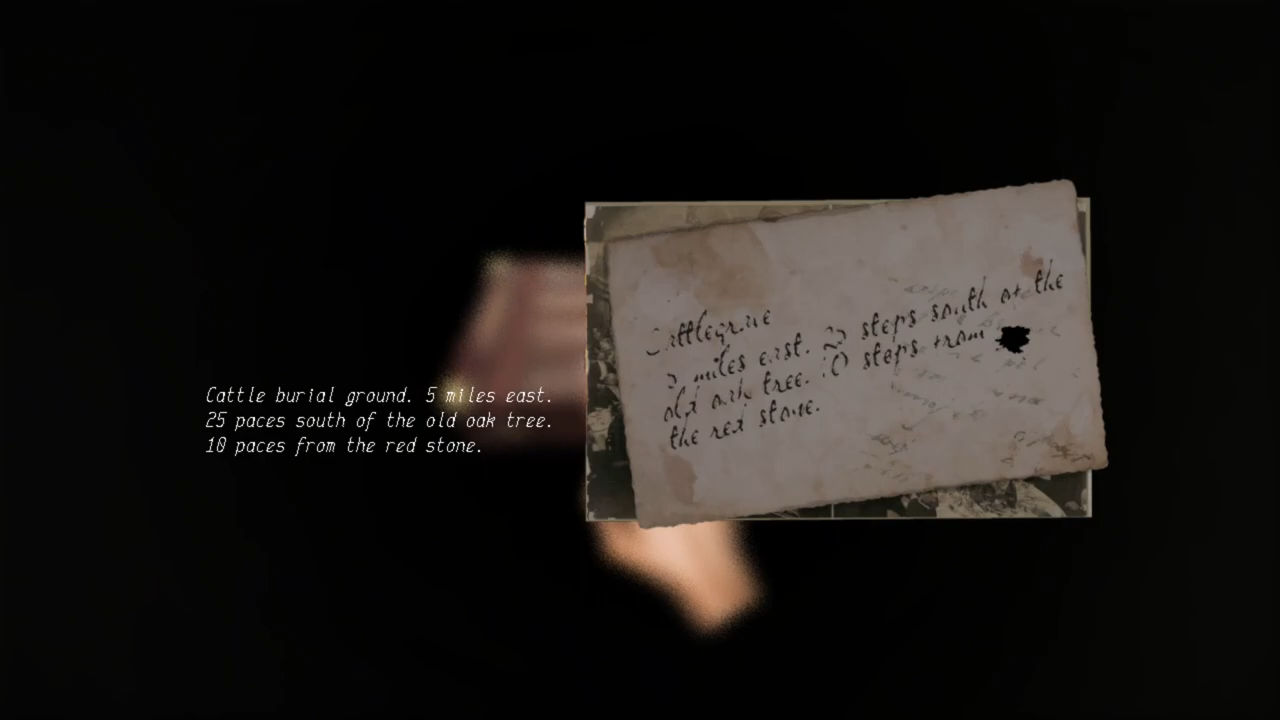 Cattle burial ground. 5 miles east.
25 paces south of the old oak tree.
10 paces from the red stone.
Cattlegrave
5 miles east. 25 steps south of the
old oak tree. 10 steps from
the red stone.